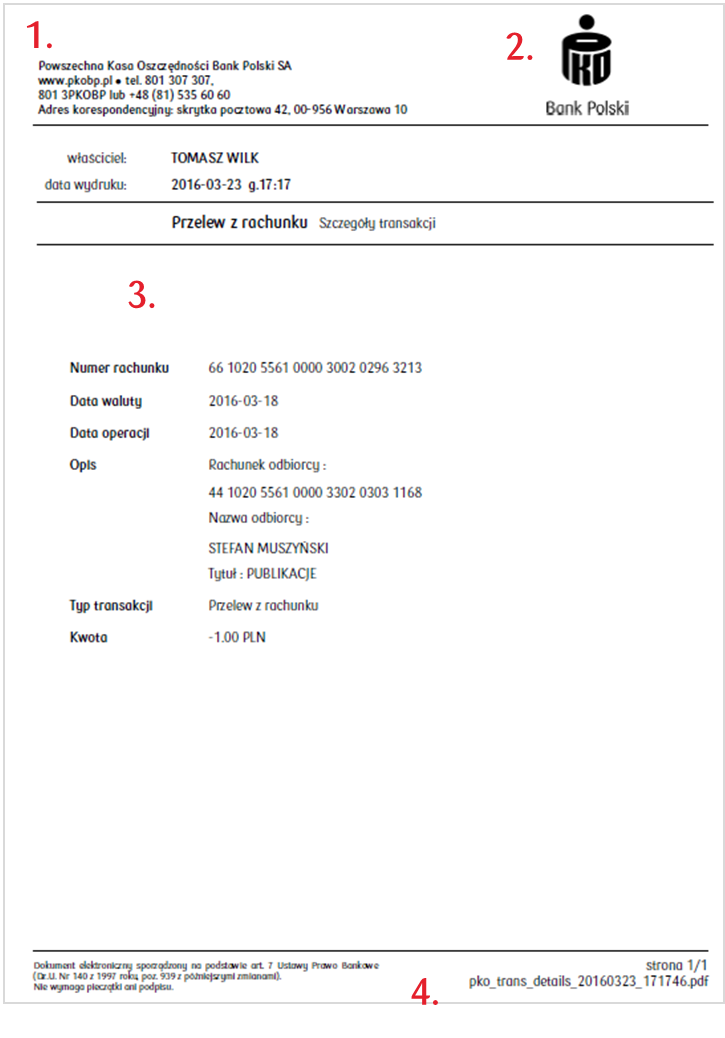 1.
Powszechna Kasa Oszczędności Bank Polski SA
www.pkobp.pl ● tel. 801 307 307,
801 3PKOBP lub +48 (81) 535 60 60
Adres korespondencyjny: skrytka pocztowa 42, 00-956 Warszawa 10
2.
PKO
Bank Polski
właściciel: TOMASZ WILK
data wydruku: 2016-03-23 g.17:17
Przelew z rachunku Szczegóły transakcji
3.
Numer rachunku 66 1020 5561 0000 3002 0296 3213
Data waluty 2016-03-18
Data operacji 2016-03-18
Opis Rachunek odbiorcy :
44 1020 5561 0000 3302 0303 1168
Nazwa odbiorcy :
STEFAN MUSZYŃSKI
Tytuł : PUBLIKACJE
Typ transakcji Przelew z rachunku
Kwota -1.00 PLN
Dokument elektroniczny sporządzony na podstawie art. 7 Ustawy Prawo Bankowe
(Dz.U. Nr 140 z 1997 roku, poz. 939 z późniejszymi zmianami).
Nie wymaga pieczątki ani podpisu.
strona 1/1
pko_trans_details_20160323_171746.pdf
4.